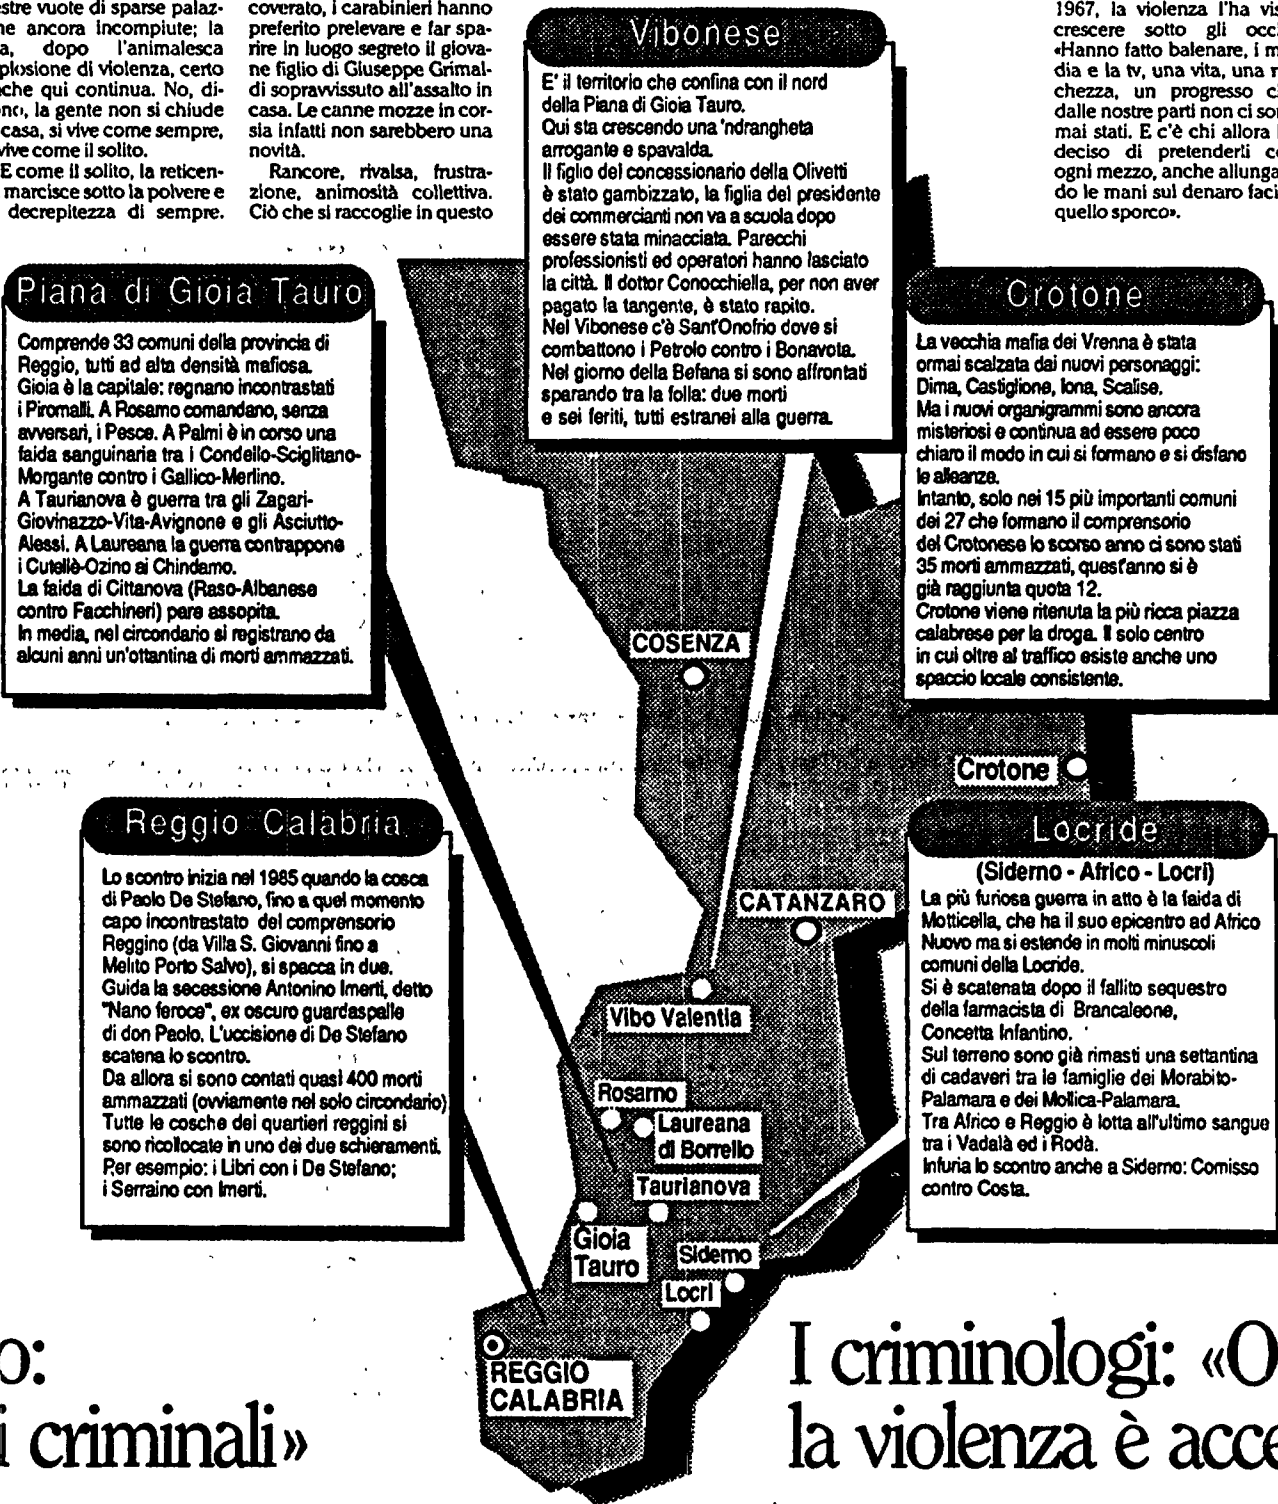 estre vuote di sparse palaz-
ne ancora incompiute; la
a, dopo l'animalesca
plosione di violenza, certo
che qui continua. No, di-
ono, la gente non si chiude
casa, si vive come sempre,
vive come il solito.
E come il solito, la reticen-
marcisce sotto la polvere e
decrepitezza di sempre.
coverato, i carabinieri hanno
preferito prelevare e far spa-
rire in luogo segreto il giova-
ne figlio di Giuseppe Grimal-
di sopravvissuto all'assalto in
casa. Le canne mozze in cor-
sia infatti non sarebbero una
novità.
Rancore, rivalsa, frustra-
zione, animosità collettiva.
Ciò che si raccoglie in questo
1967, la violenza l'ha vis
crescere sotto gli occ
«Hanno fatto balenare, i m
dia e la tv, una vita, una r
chezza, un progresso c
dalle nostre parti non ci so
mai stati. E c'è chi allora
deciso di pretenderli co
ogni mezzo, anche allunga
do le mani sul denaro faci
quello sporco».
Vibonese
E' il territorio che confina con il nord
della Piana di Gioia Tauro.
Qui sta crescendo una 'ndrangheta
arrogante e spavalda.
Il figlio del concessionario della Olivetti
è stato gambizzato, la figlia del presidente
dei commercianti non va a scuola dopo
essere stata minacciata. Parecchi
professionisti ed operatori hanno lasciato
la città. Il dottor Conocchiella, per non aver
pagato la tangente, è stato rapito.
Nel Vibonese c'è Sant'Onofrio dove si
combattono i Petrolo contro i Bonavota.
Nel giorno della Befana si sono affrontati
sparando tra la folla: due morti
e sei feriti, tutti estranei alla guerra.
Piana di Gioia Tauro
Comprende 33 comuni della provincia di
Reggio, tutti ad alta densità mafiosa.
Gioia è la capitale: regnano incontrastati
i Piromalli. A Rosarno comandano, senza
avversari, i Pesce. A Palmi è in corso una
faida sanguinaria tra i Condello-Sciglitano-
Morgante contro i Gallico-Merlino.
A Taurianova è guerra tra gli Zagari-
Giovinazzo-Vita-Avignone e gli Asciutto-
Alessi. A Laureana la guerra contrappone
i Cutellè-Ozino ai Chindamo.
La faida di Cittanova (Raso-Albanese
contro Facchineri) pare assopita.
In media, nel circondario si registrano da
alcuni anni un'ottantina di morti ammazzati.
Crotone
La vecchia mafia dei Vrenna è stata
ormai scalzata dai nuovi personaggi:
Dima, Castiglione, Iona, Scalise.
Ma i nuovi organigrammi sono ancora
misteriosi e continua ad essere poco
chiaro il modo in cui si formano e si disfano
le alleanze.
Intanto, solo nei 15 più importanti comuni
dei 27 che formano il comprensorio
del Crotonese lo scorso anno ci sono stati
35 morti ammazzati, quest'anno si è
già raggiunta quota 12.
Crotone viene ritenuta la più ricca piazza
calabrese per la droga. Il solo centro
in cui oltre al traffico esiste anche uno
spaccio locale consistente.
Reggio Calabria
Lo scontro inizia nel 1985 quando la cosca
di Paolo De Stefano, fino a quel momento
capo incontrastato del comprensorio
Reggino (da Villa S. Giovanni fino a
Melito Porto Salvo), si spacca in due.
Guida la secessione Antonino Imerti, detto
"Nano feroce", ex oscuro guardaspalle
di don Paolo. L'uccisione di De Stefano
scatena lo scontro.
Da allora si sono contati quasi 400 morti
ammazzati (ovviamente nel solo circondario)
Tutte le cosche dei quartieri reggini si
sono ricollocate in uno dei due schieramenti.
Per esempio: i Libri con i De Stefano;
i Serraino con Imerti.
Locride
(Siderno - Africo - Locri)
La più furiosa guerra in atto è la faida di
Motticella, che ha il suo epicentro ad Africo
Nuovo ma si estende in molti minuscoli
comuni della Locride.
Si è scatenata dopo il fallito sequestro
della farmacista di Brancaleone,
Concetta Infantino.
Sul terreno sono già rimasti una settantina
di cadaveri tra le famiglie dei Morabito-
Palamara e dei Mollica-Palamara.
Tra Africo e Reggio è lotta all'ultimo sangue
tra i Vadalà ed i Rodà.
Infuria lo scontro anche a Siderno: Comisso
contro Costa.
COSENZA
Crotone
CATANZARO
Vibo Valentia
Rosarno
Laureana
di Borrello
Taurianova
Gioia
Tauro
Siderno
Locri
REGGIO
CALABRIA
o:
i criminali»
I criminologi: «O
la violenza è acce